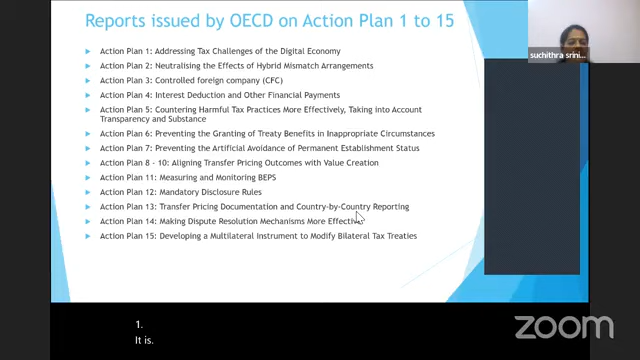 Reports issued by OECD on Action Plan 1 to 15
suchithra srini...
Action Plan 1: Addressing Tax Challenges of the Digital Economy
Action Plan 2: Neutralising the Effects of Hybrid Mismatch Arrangements
Action Plan 3: Controlled foreign company (CFC)
Action Plan 4: Interest Deduction and Other Financial Payments
Action Plan 5: Countering Harmful Tax Practices More Effectively, Taking into Account
Transparency and Substance
Action Plan 6: Preventing the Granting of Treaty Benefits in Inappropriate Circumstances
Action Plan 7: Preventing the Artificial Avoidance of Permanent Establishment Status
Action Plan 8 - 10: Aligning Transfer Pricing Outcomes with Value Creation
Action Plan 11: Measuring and Monitoring BEPS
Action Plan 12: Mandatory Disclosure Rules
Action Plan 13: Transfer Pricing Documentation and Country-by-Country Reporting
Action Plan 14: Making Dispute Resolution Mechanisms More Effective
Action Plan 15: Developing a Multilateral Instrument to Modify Bilateral Tax Treaties
1.
It is.
zoom